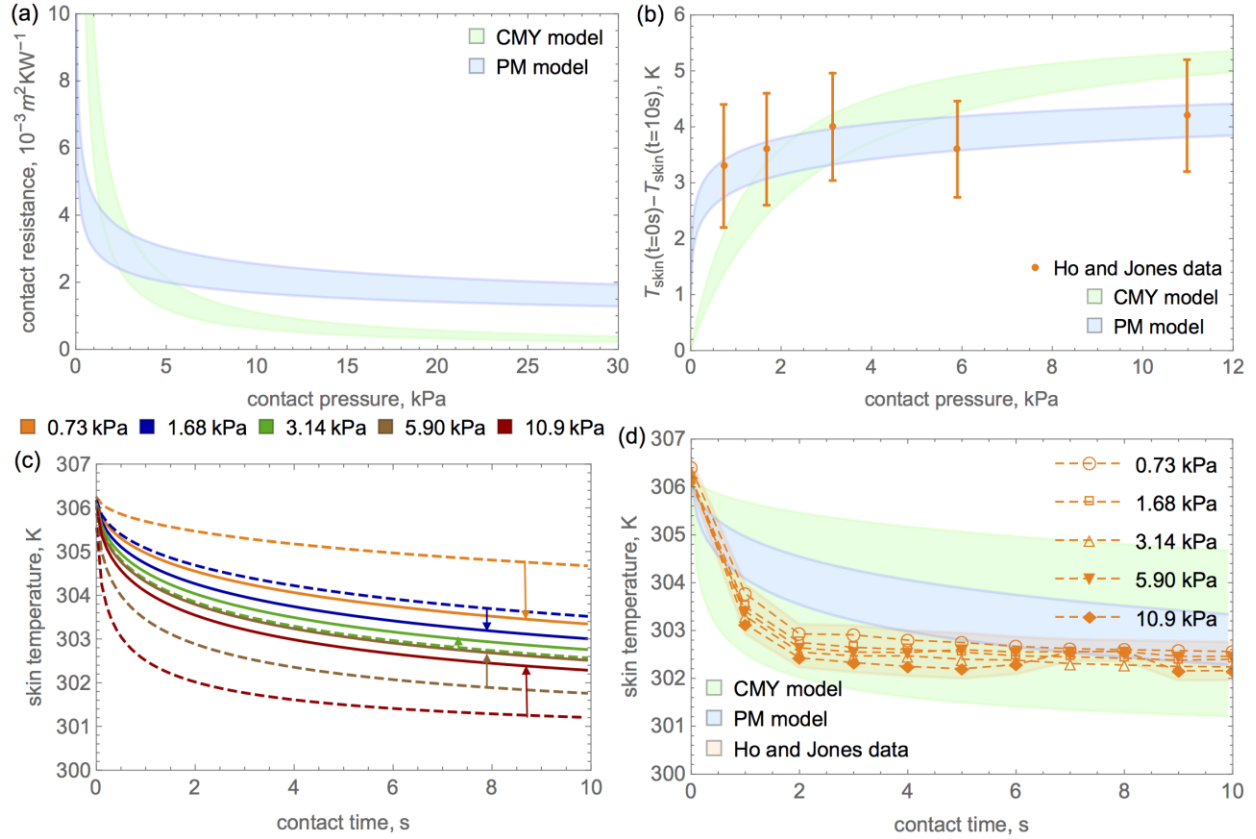 (a)
10
8
6
4
2
0
contact resistance, 10⁻³ m² KW⁻¹
CMY model
PM model
0 5 10 15 20 25 30
contact pressure, kPa
(b)
6
5
4
3
2
1
0
Tskin(t=0s)−Tskin(t=10s), K
Ho and Jones data
CMY model
PM model
0 2 4 6 8 10 12
contact pressure, kPa
0.73 kPa 1.68 kPa 3.14 kPa 5.90 kPa 10.9 kPa
(c)
307
306
305
304
303
302
301
300
skin temperature, K
0 2 4 6 8 10
contact time, s
(d)
307
306
305
304
303
302
301
300
skin temperature, K
0.73 kPa
1.68 kPa
3.14 kPa
5.90 kPa
10.9 kPa
CMY model
PM model
Ho and Jones data
0 2 4 6 8 10
contact time, s